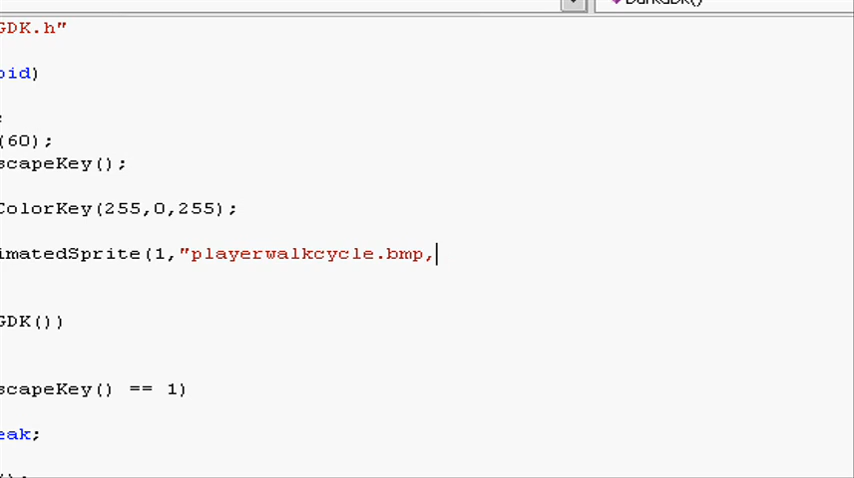 DarkGDK()
GDK.h"
oid)
;
(60);
scapeKey();
ColorKey(255,0,255);
imatedSprite(1,"playerwalkcycle.bmp,
GDK())
scapeKey() == 1)
eak;
();